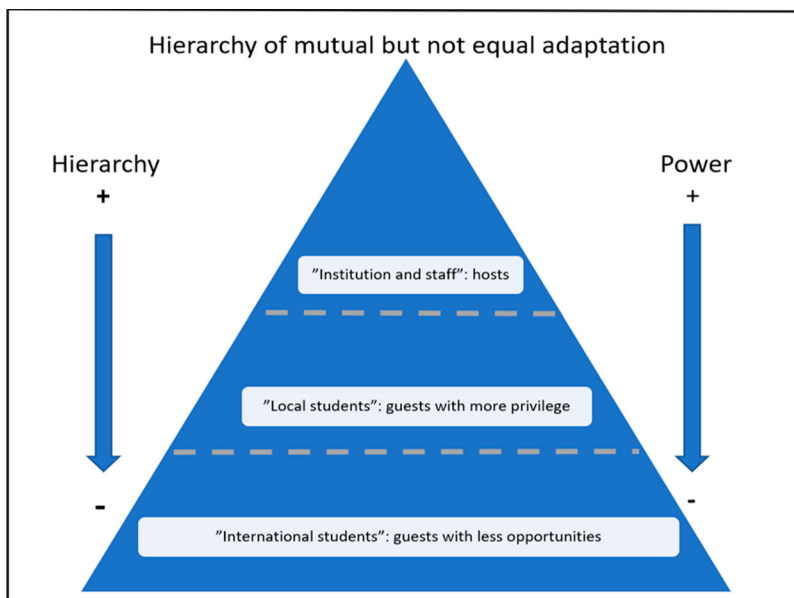 Hierarchy of mutual but not equal adaptation
Hierarchy
+
Power
+
”Institution and staff”: hosts
”Local students”: guests with more privilege
-
-
”International students”: guests with less opportunities